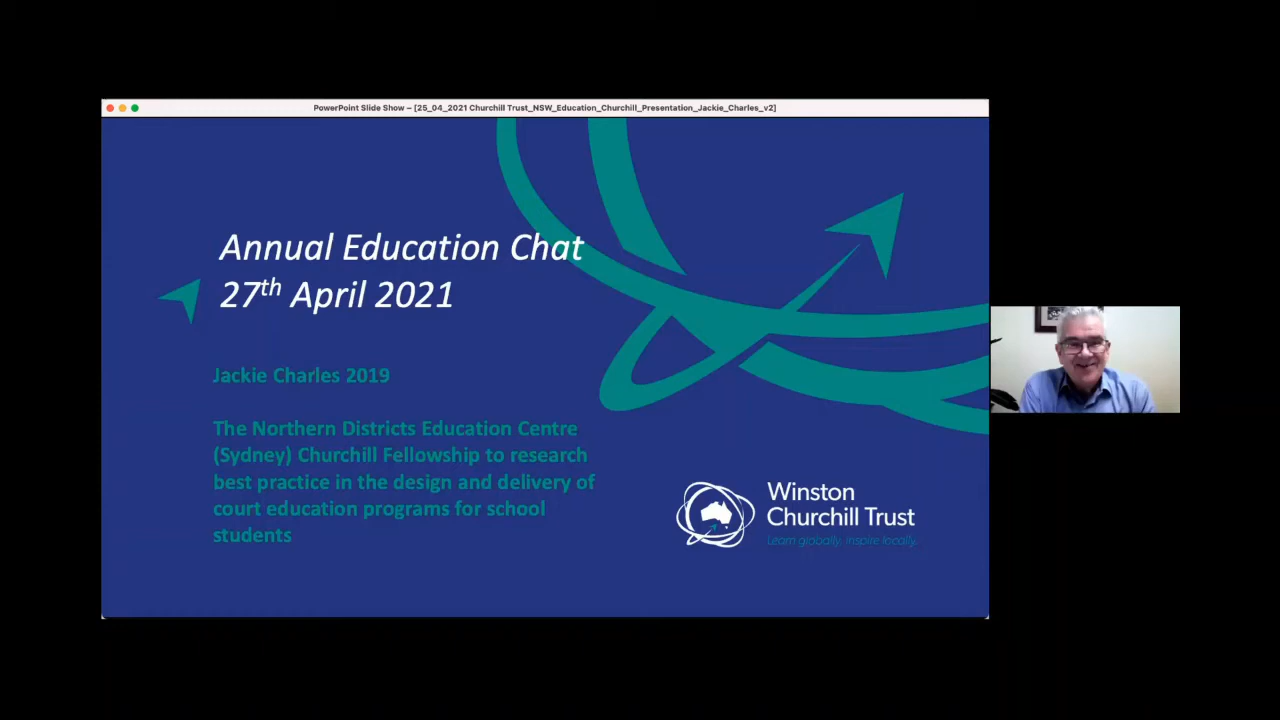 PowerPoint Slide Show – [25_04_2021 Churchill Trust_NSW_Education_Churchill_Presentation_Jackie_Charles_v2]
Annual Education Chat
27th April 2021
Jackie Charles 2019
The Northern Districts Education Centre
(Sydney) Churchill Fellowship to research
best practice in the design and delivery of
court education programs for school
students
Winston
Churchill Trust
Learn globally, inspire locally.